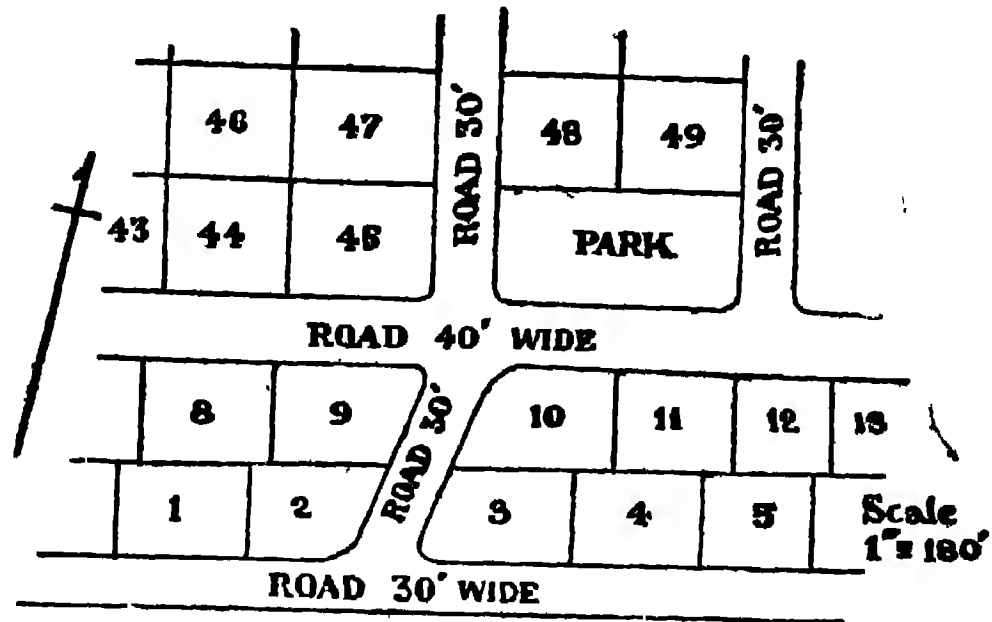 46 47 ROAD 30' 48 49 ROAD 30'
43 44 45 PARK
ROAD 40' WIDE
8 9 ROAD 30' 10 11 12 13
1 2 3 4 5
Scale
1"= 180'
ROAD 30' WIDE